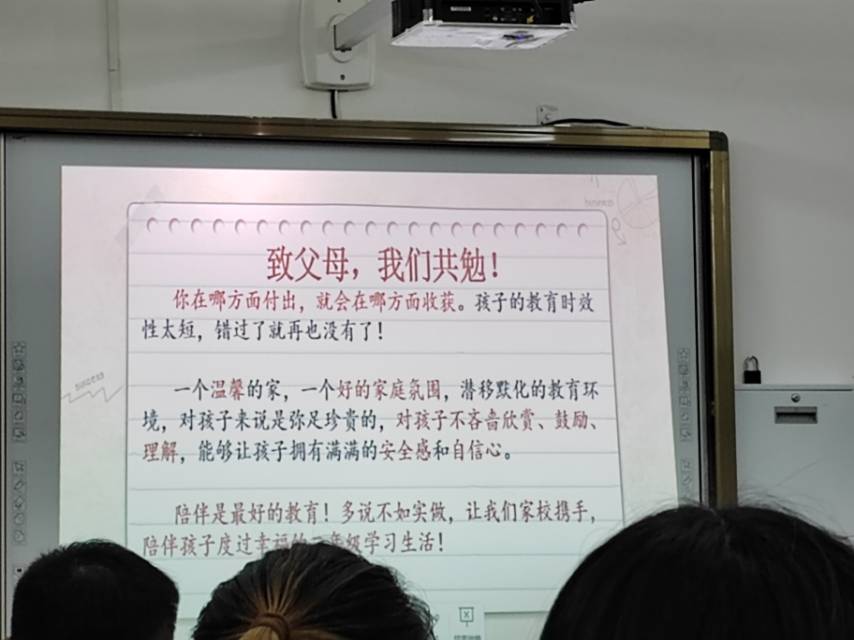 致父母，我们共勉！
你在哪方面付出，就会在哪方面收获。孩子的教育时效
性太短，错过了就再也没有了！
一个温馨的家，一个好的家庭氛围，潜移默化的教育环
境，对孩子来说是弥足珍贵的，对孩子不吝啬欣赏、鼓励、
理解，能够让孩子拥有满满的安全感和自信心。
陪伴是最好的教育！多说不如实做，让我们家校携手，
陪伴孩子度过幸福的二年级学习生活！